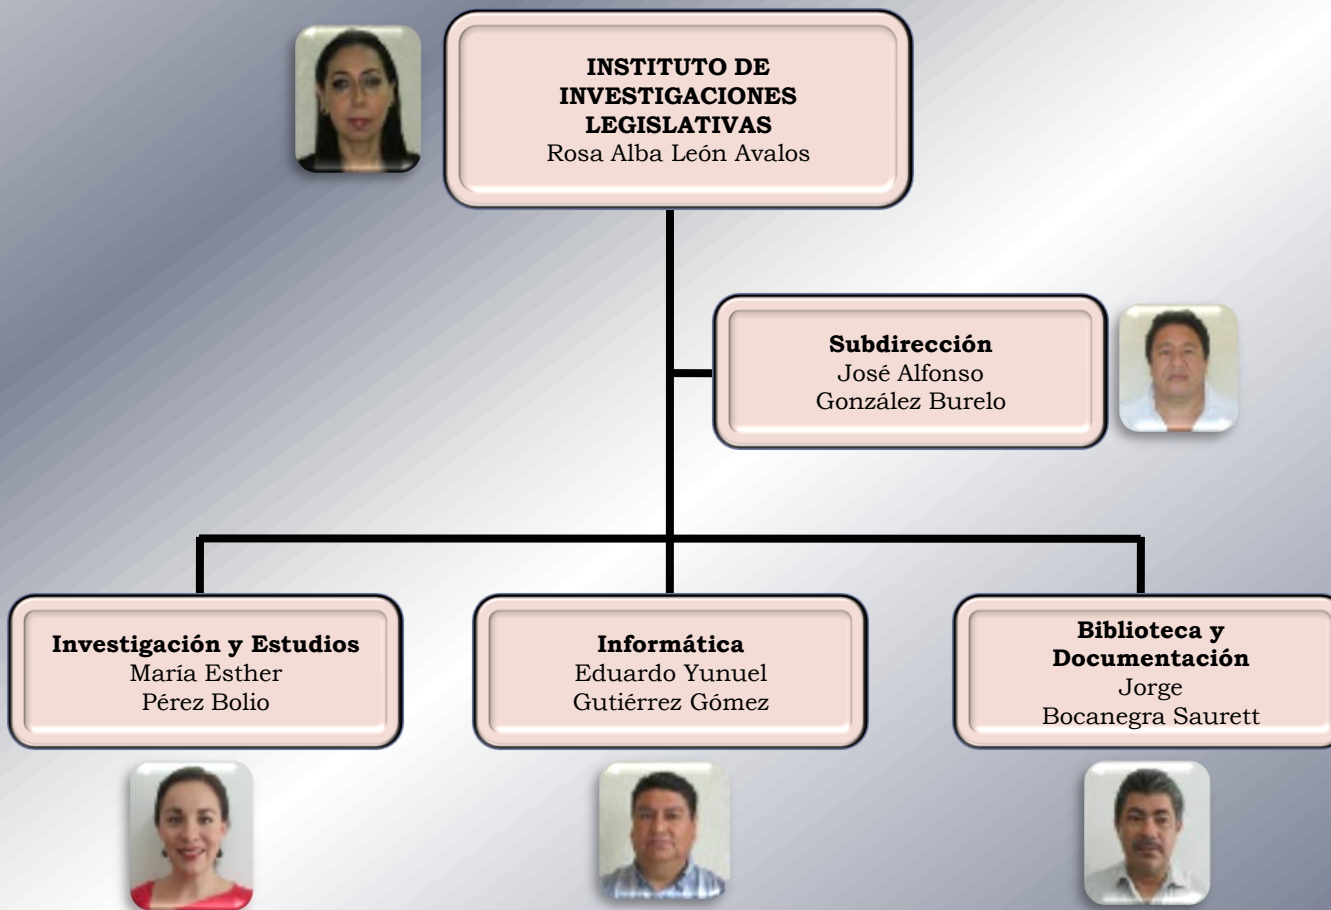 INSTITUTO DE
INVESTIGACIONES
LEGISLATIVAS
Rosa Alba León Avalos
Subdirección
José Alfonso
González Burelo
Investigación y Estudios
María Esther
Pérez Bolio
Informática
Eduardo Yunuel
Gutiérrez Gómez
Biblioteca y
Documentación
Jorge
Bocanegra Saurett